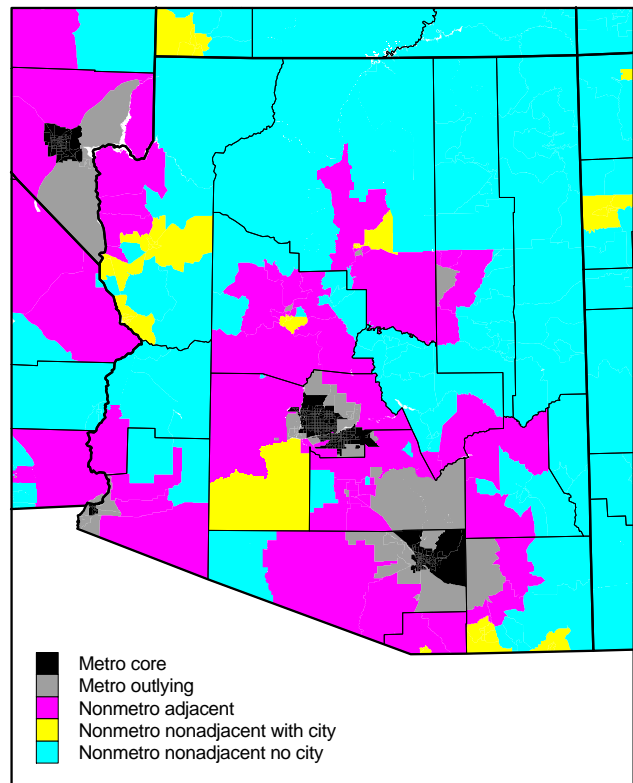 Metro core
Metro outlying
Nonmetro adjacent
Nonmetro nonadjacent with city
Nonmetro nonadjacent no city